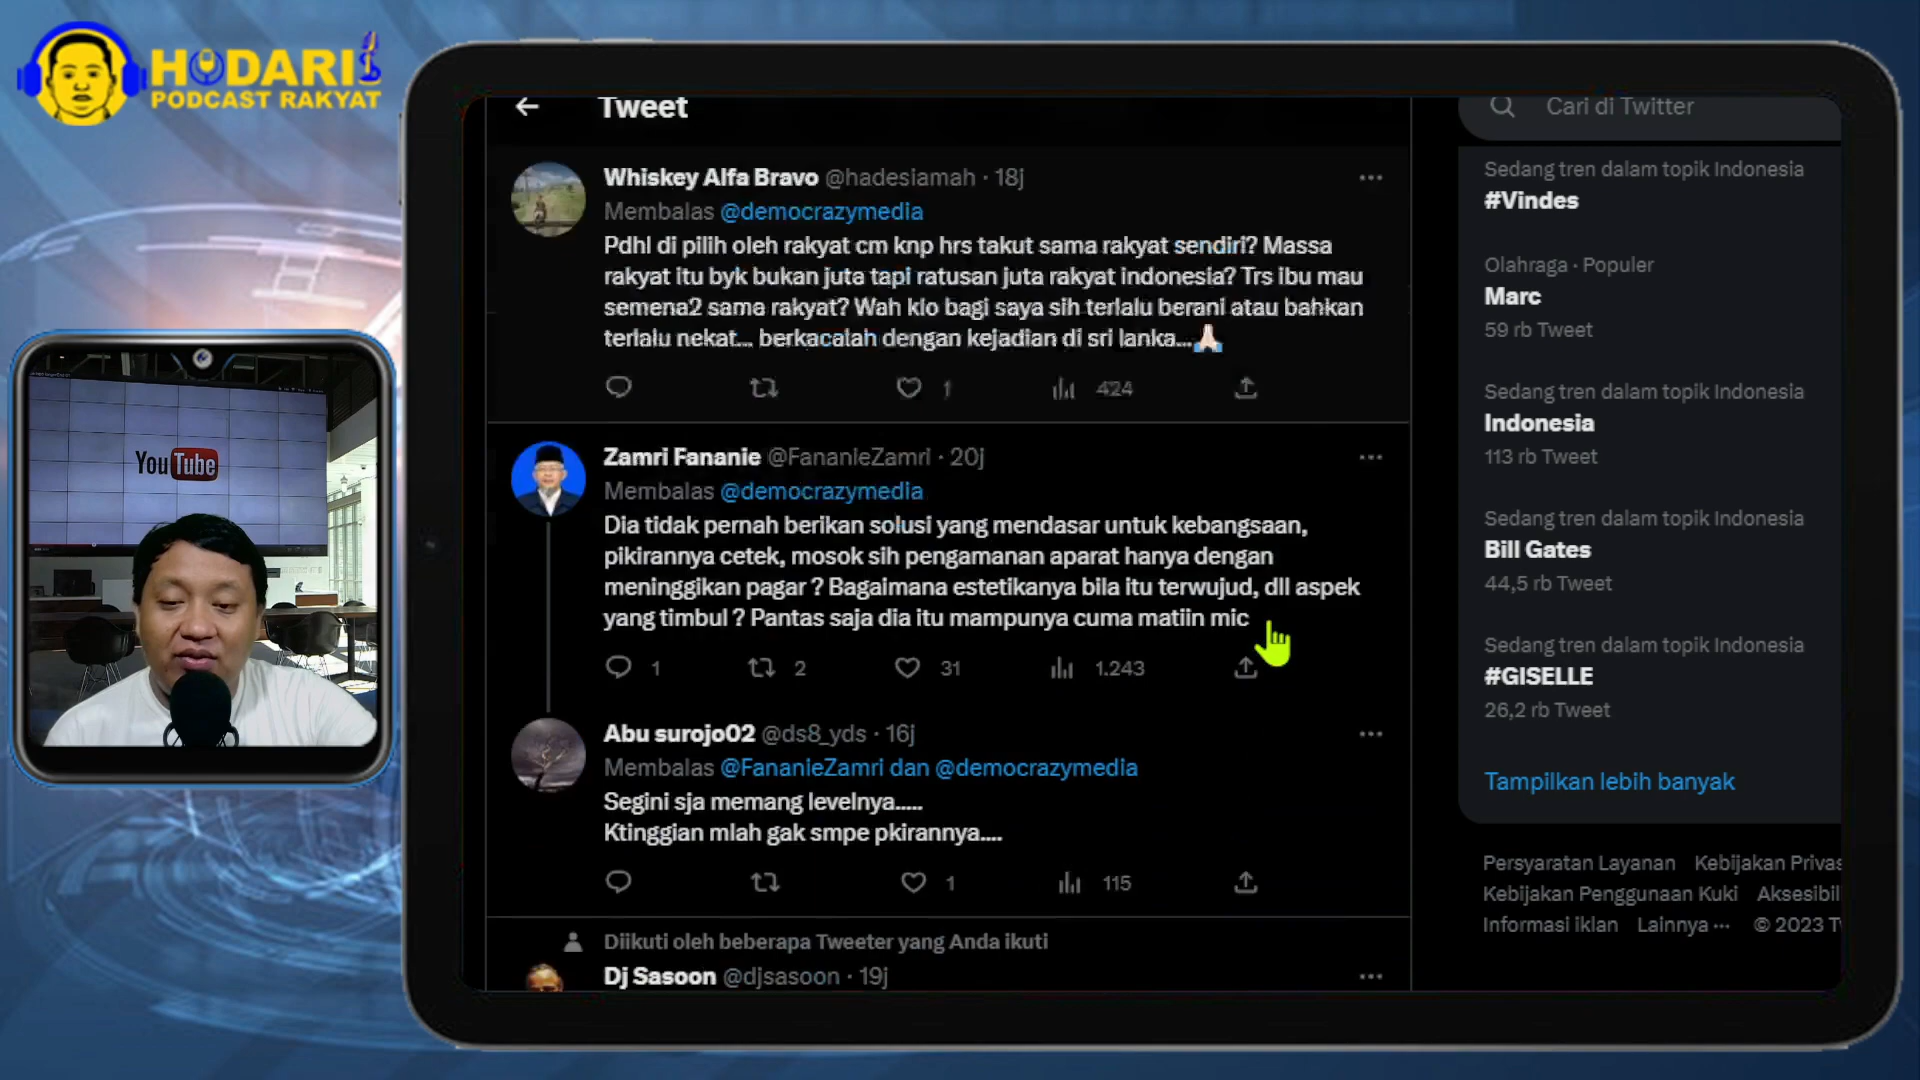 HODARI
PODCAST RAKYAT
YouTube
Tweet
Whiskey Alfa Bravo @hadesiamah · 18j
Membalas @democrazymedia
Pdhl di pilih oleh rakyat cm knp hrs takut sama rakyat sendiri? Massa
rakyat itu byk bukan juta tapi ratusan juta rakyat indonesia? Trs ibu mau
semena2 sama rakyat? Wah klo bagi saya sih terlalu berani atau bahkan
terlalu nekat... berkacalah dengan kejadian di sri lanka...🙏🏻
1 424
Zamri Fananie @FananieZamri · 20j
Membalas @democrazymedia
Dia tidak pernah berikan solusi yang mendasar untuk kebangsaan,
pikirannya cetek, mosok sih pengamanan aparat hanya dengan
meninggikan pagar ? Bagaimana estetikanya bila itu terwujud, dll aspek
yang timbul ? Pantas saja dia itu mampunya cuma matiin mic
1 2 31 1.243
Abu surojo02 @ds8_yds · 16j
Membalas @FananieZamri dan @democrazymedia
Segini sja memang levelnya.....
Ktinggian mlah gak smpe pkirannya....
1 115
Diikuti oleh beberapa Tweeter yang Anda ikuti
Dj Sasoon @djsasoon · 19j
Cari di Twitter
Sedang tren dalam topik Indonesia
#Vindes
Olahraga · Populer
Marc
59 rb Tweet
Sedang tren dalam topik Indonesia
Indonesia
113 rb Tweet
Sedang tren dalam topik Indonesia
Bill Gates
44,5 rb Tweet
Sedang tren dalam topik Indonesia
#GISELLE
26,2 rb Tweet
Tampilkan lebih banyak
Persyaratan Layanan Kebijakan Privas
Kebijakan Penggunaan Kuki Aksesibil
Informasi iklan Lainnya ··· © 2023 Tw